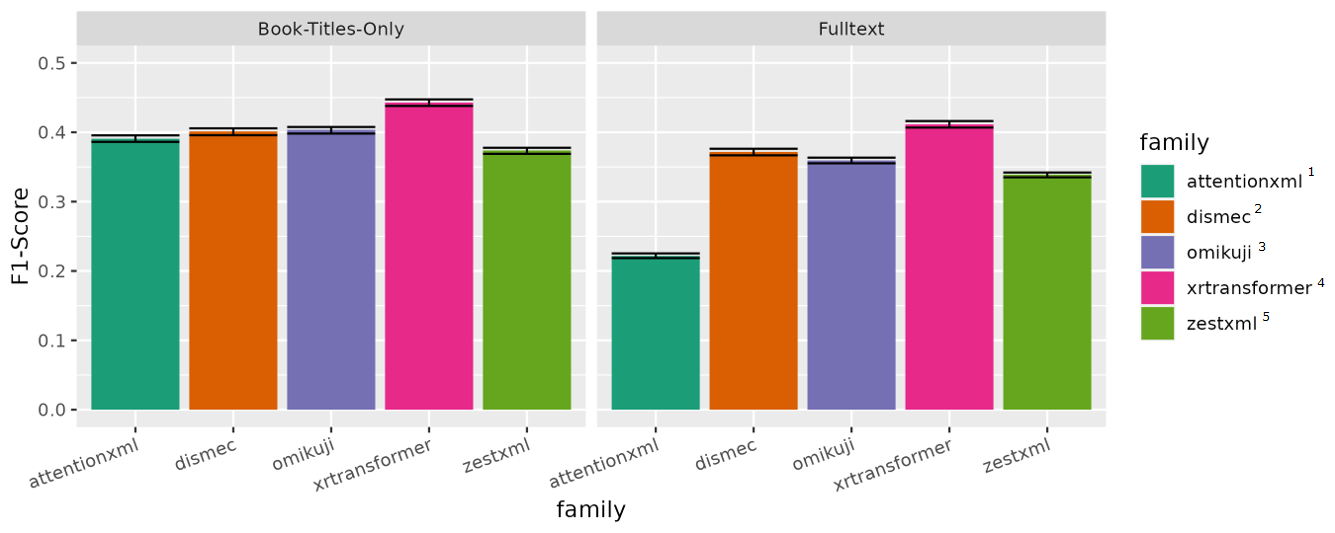 Book-Titles-Only
Fulltext
F1-Score
0.5
0.4
0.3
0.2
0.1
0.0
attentionxml
dismec
omikuji
xrtransformer
zestxml
attentionxml
dismec
omikuji
xrtransformer
zestxml
family
family
attentionxml 1
dismec 2
omikuji 3
xrtransformer 4
zestxml 5